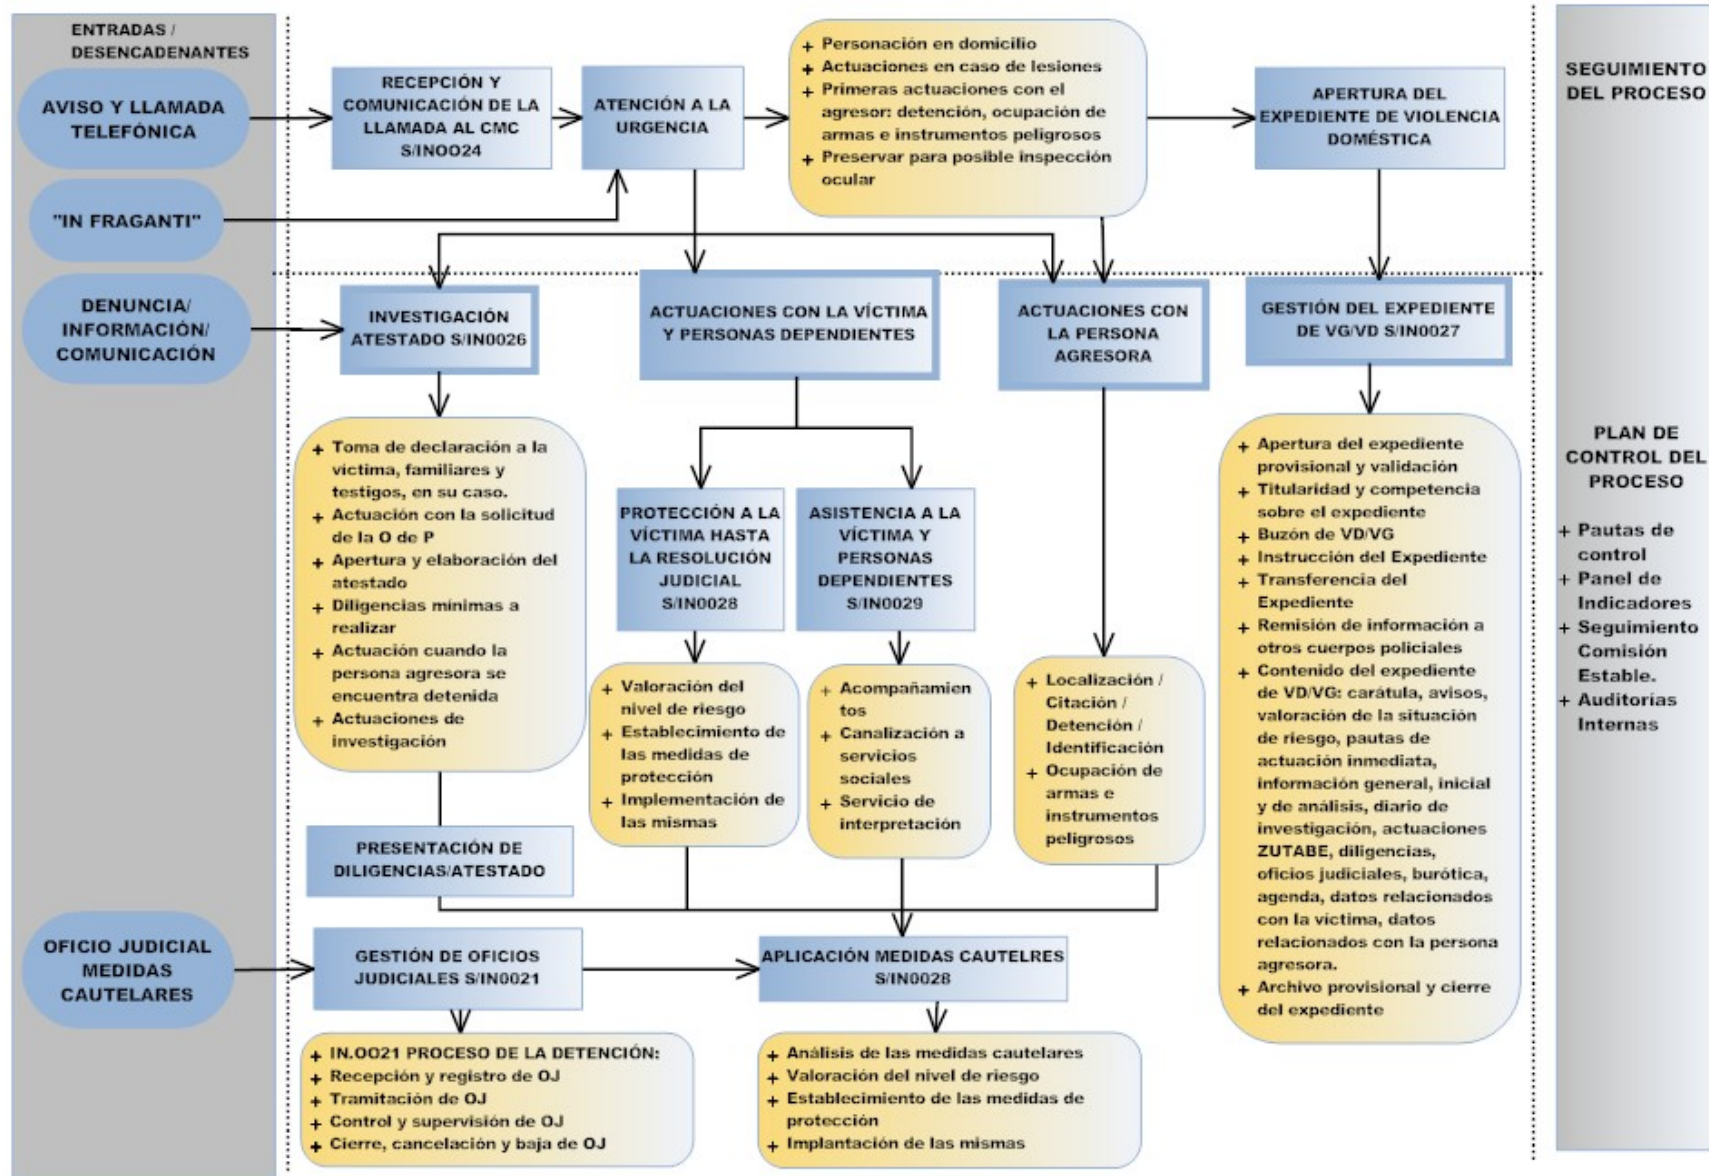 ENTRADAS /
DESENCADENANTES
AVISO Y LLAMADA
TELEFÓNICA
"IN FRAGANTI"
DENUNCIA/
INFORMACIÓN/
COMUNICACIÓN
OFICIO JUDICIAL
MEDIDAS
CAUTELARES
RECEPCIÓN Y
COMUNICACIÓN DE LA
LLAMADA AL CMC
S/INOO24
ATENCIÓN A LA
URGENCIA
+ Personación en domicilio
+ Actuaciones en caso de lesiones
+ Primeras actuaciones con el
agresor: detención, ocupación de
armas e instrumentos peligrosos
+ Preservar para posible inspección
ocular
APERTURA DEL
EXPEDIENTE DE VIOLENCIA
DOMÉSTICA
INVESTIGACIÓN
ATESTADO S/IN0026
ACTUACIONES CON LA VÍCTIMA
Y PERSONAS DEPENDIENTES
ACTUACIONES CON
LA PERSONA
AGRESORA
GESTIÓN DEL EXPEDIENTE
DE VG/VD S/IN0027
+ Toma de declaración a la
víctima, familiares y
testigos, en su caso.
+ Actuación con la solicitud
de la O de P
+ Apertura y elaboración del
atestado
+ Diligencias mínimas a
realizar
+ Actuación cuando la
persona agresora se
encuentra detenida
+ Actuaciones de
investigación
PROTECCIÓN A LA
VÍCTIMA HASTA
LA RESOLUCIÓN
JUDICIAL
S/IN0028
ASISTENCIA A LA
VÍCTIMA Y
PERSONAS
DEPENDIENTES
S/IN0029
+ Valoración del
nivel de riesgo
+ Establecimiento de
las medidas de
protección
+ Implementación de
las mismas
+ Acompañamien
tos
+ Canalización a
servicios
sociales
+ Servicio de
interpretación
+ Localización /
Citación /
Detención /
Identificación
+ Ocupación de
armas e
instrumentos
peligrosos
+ Apertura del expediente
provisional y validación
+ Titularidad y competencia
sobre el expediente
+ Buzón de VD/VG
+ Instrucción del Expediente
+ Transferencia del
Expediente
+ Remisión de información a
otros cuerpos policiales
+ Contenido del expediente
de VD/VG: carátula, avisos,
valoración de la situación
de riesgo, pautas de
actuación inmediata,
información general, inicial
y de análisis, diario de
investigación, actuaciones
ZUTABE, diligencias,
oficios judiciales, burótica,
agenda, datos relacionados
con la víctima, datos
relacionados con la persona
agresora.
+ Archivo provisional y cierre
del expediente
PRESENTACIÓN DE
DILIGENCIAS/ATESTADO
GESTIÓN DE OFICIOS
JUDICIALES S/IN0021
APLICACIÓN MEDIDAS CAUTELRES
S/IN0028
+ IN.OO21 PROCESO DE LA DETENCIÓN:
+ Recepción y registro de OJ
+ Tramitación de OJ
+ Control y supervisión de OJ
+ Cierre, cancelación y baja de OJ
+ Análisis de las medidas cautelares
+ Valoración del nivel de riesgo
+ Establecimiento de las medidas de
protección
+ Implantación de las mismas
SEGUIMIENTO
DEL PROCESO
PLAN DE
CONTROL DEL
PROCESO
+ Pautas de
control
+ Panel de
Indicadores
+ Seguimiento
Comisión
Estable.
+ Auditorías
Internas